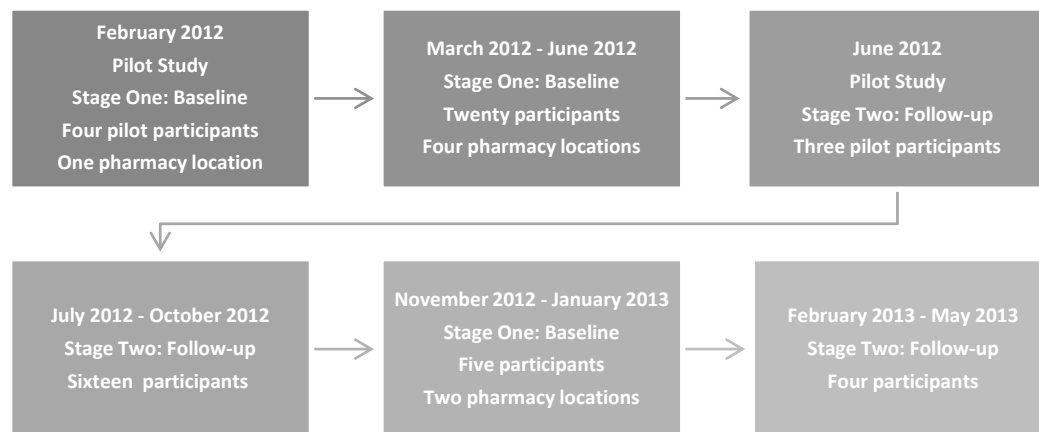 February 2012
Pilot Study
Stage One: Baseline
Four pilot participants
One pharmacy location
March 2012 - June 2012
Stage One: Baseline
Twenty participants
Four pharmacy locations
June 2012
Pilot Study
Stage Two: Follow-up
Three pilot participants
July 2012 - October 2012
Stage Two: Follow-up
Sixteen participants
November 2012 - January 2013
Stage One: Baseline
Five participants
Two pharmacy locations
February 2013 - May 2013
Stage Two: Follow-up
Four participants